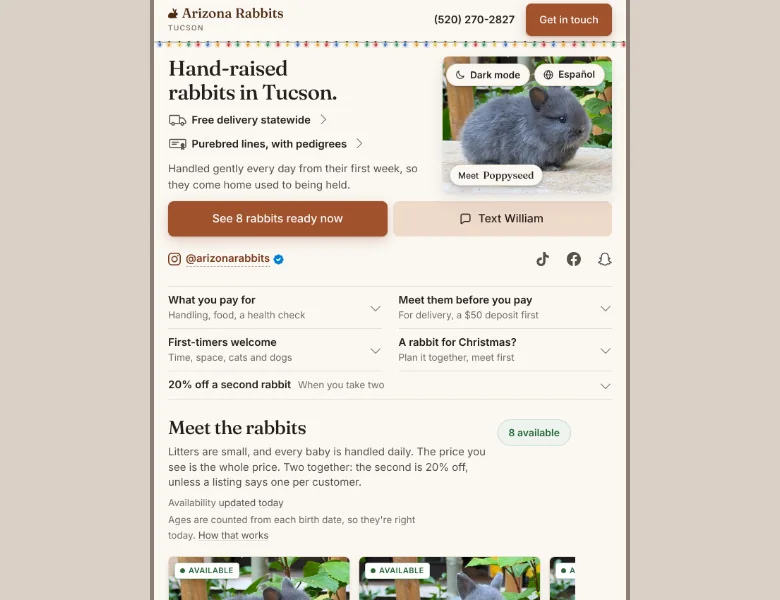 Arizona Rabbits
TUCSON
(520) 270-2827
Get in touch
Hand-raised
rabbits in Tucson.
Free delivery statewide
Purebred lines, with pedigrees
Handled gently every day from their first week, so
they come home used to being held.
Dark mode
Español
Meet Poppyseed
See 8 rabbits ready now
Text William
@arizonarabbits
What you pay for
Handling, food, a health check
Meet them before you pay
For delivery, a $50 deposit first
First-timers welcome
Time, space, cats and dogs
A rabbit for Christmas?
Plan it together, meet first
20% off a second rabbit When you take two
Meet the rabbits
8 available
Litters are small, and every baby is handled daily. The price you
see is the whole price. Two together: the second is 20% off,
unless a listing says one per customer.
Availability updated today
Ages are counted from each birth date, so they're right
today. How that works
AVAILABLE
AVAILABLE
A